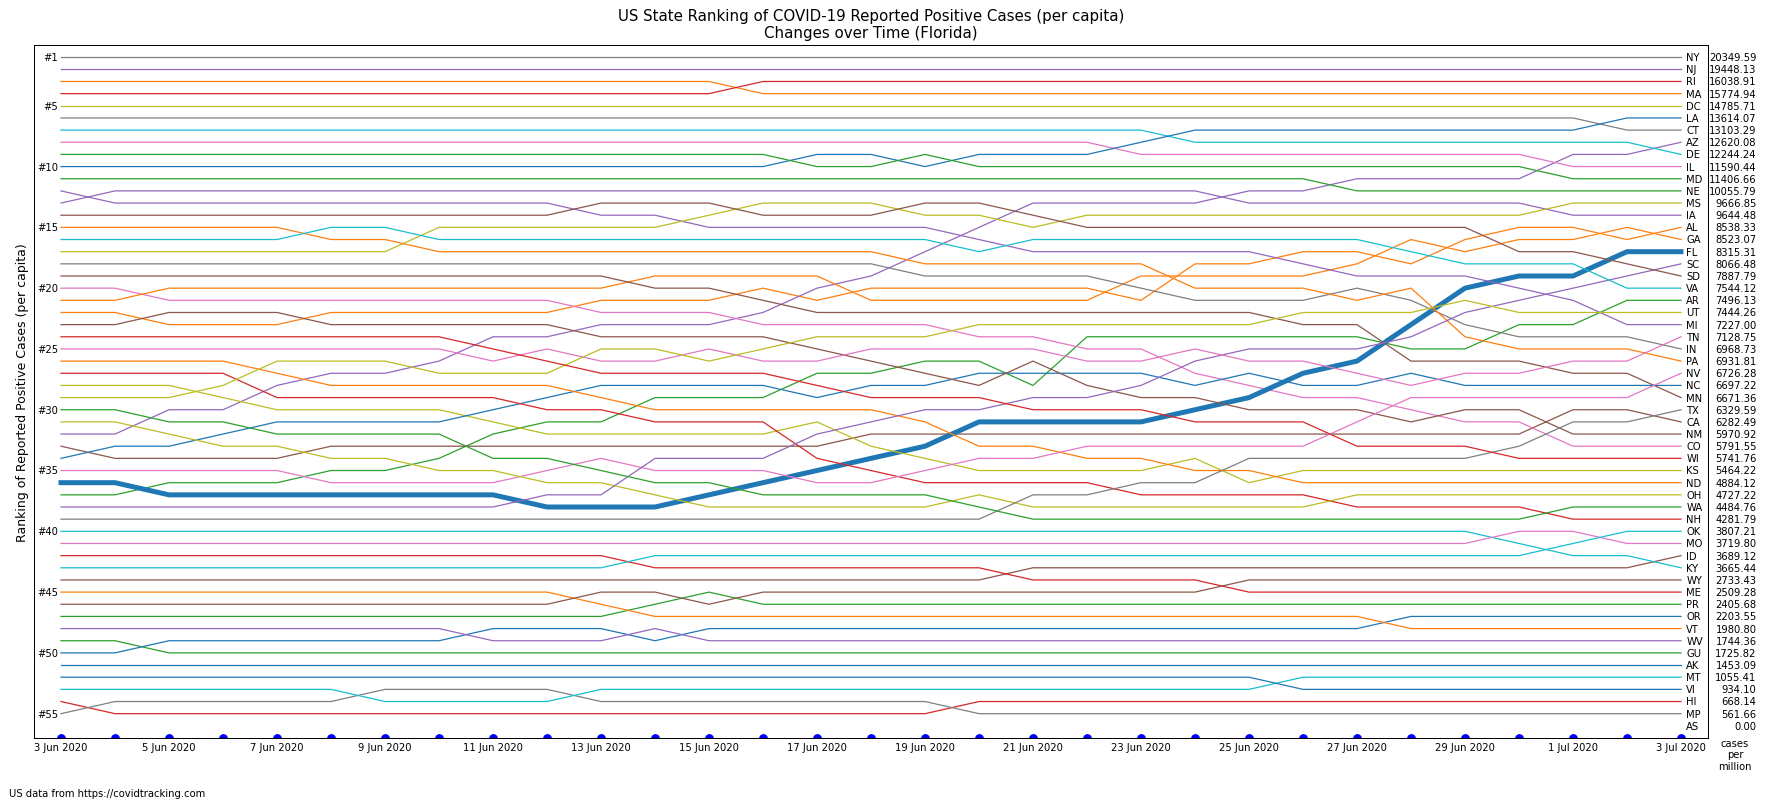 US State Ranking of COVID-19 Reported Positive Cases (per capita)
Changes over Time (Florida)
Ranking of Reported Positive Cases (per capita)
#1
#5
#10
#15
#20
#25
#30
#35
#40
#45
#50
#55
NY 20349.59
NJ 19448.13
RI 16038.91
MA 15774.94
DC 14785.71
LA 13614.07
CT 13103.29
AZ 12620.08
DE 12244.24
IL 11590.44
MD 11406.66
NE 10055.79
MS 9666.85
IA 9644.48
AL 8538.33
GA 8523.07
FL 8315.31
SC 8066.48
SD 7887.79
VA 7544.12
AR 7496.13
UT 7444.26
MI 7227.00
TN 7128.75
IN 6968.73
PA 6931.81
NV 6726.28
NC 6697.22
MN 6671.36
TX 6329.59
CA 6282.49
NM 5970.92
CO 5791.55
WI 5741.76
KS 5464.22
ND 4884.12
OH 4727.22
WA 4484.76
NH 4281.79
OK 3807.21
MO 3719.80
ID 3689.12
KY 3665.44
WY 2733.43
ME 2509.28
PR 2405.68
OR 2203.55
VT 1980.80
WV 1744.36
GU 1725.82
AK 1453.09
MT 1055.41
VI 934.10
HI 668.14
MP 561.66
AS 0.00
3 Jun 2020 5 Jun 2020 7 Jun 2020 9 Jun 2020 11 Jun 2020 13 Jun 2020 15 Jun 2020 17 Jun 2020 19 Jun 2020 21 Jun 2020 23 Jun 2020 25 Jun 2020 27 Jun 2020 29 Jun 2020 1 Jul 2020 3 Jul 2020
cases
per
million
US data from https://covidtracking.com